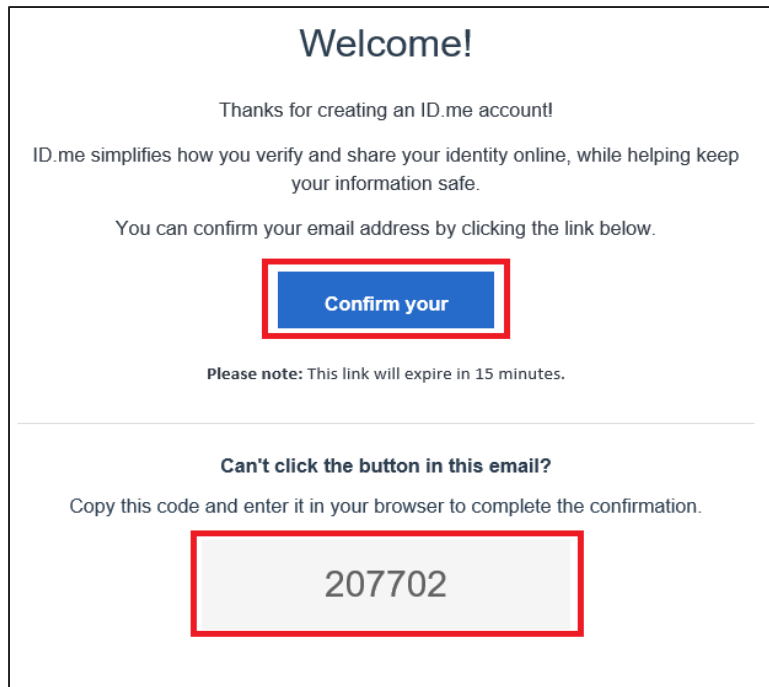 Welcome!
Thanks for creating an ID.me account!
ID.me simplifies how you verify and share your identity online, while helping keep
your information safe.
You can confirm your email address by clicking the link below.
Confirm your
Please note: This link will expire in 15 minutes.
Can't click the button in this email?
Copy this code and enter it in your browser to complete the confirmation.
207702